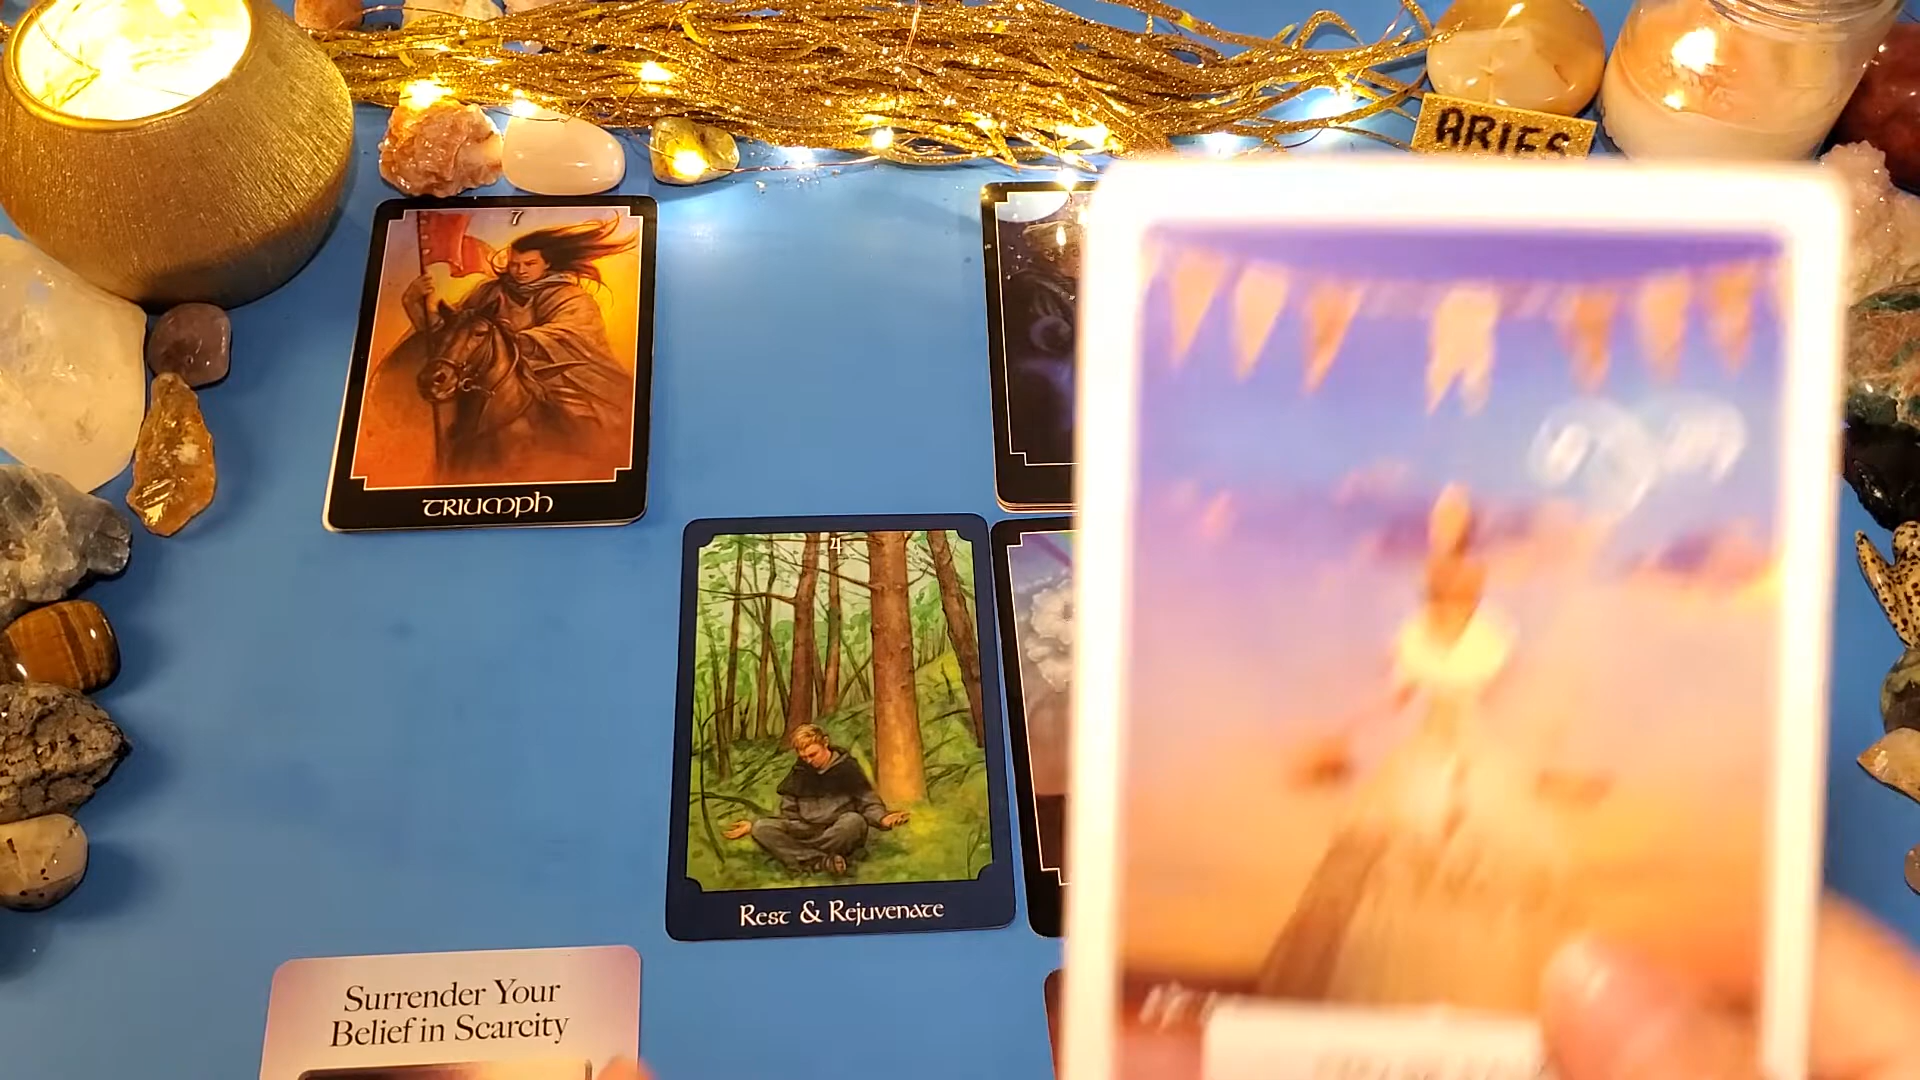 ARIES
7
TRIUMPH
4
Rest & Rejuvenate
Surrender Your
Belief in Scarcity